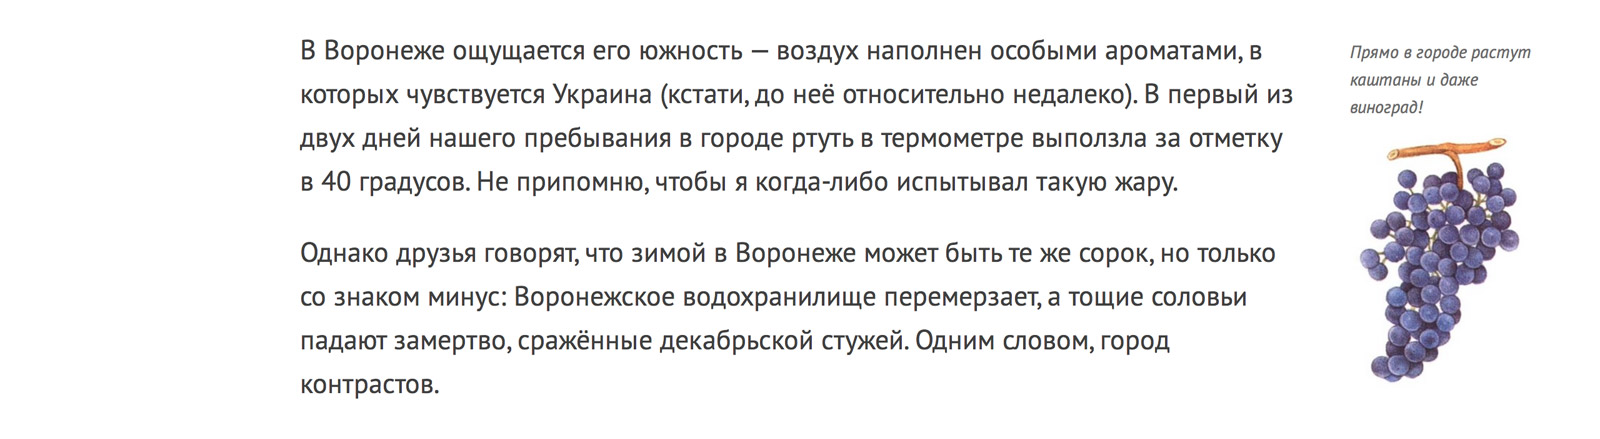 В Воронеже ощущается его южность — воздух наполнен особыми ароматами, в
которых чувствуется Украина (кстати, до неё относительно недалеко). В первый из
двух дней нашего пребывания в городе ртуть в термометре выползла за отметку
в 40 градусов. Не припомню, чтобы я когда-либо испытывал такую жару.
Однако друзья говорят, что зимой в Воронеже может быть те же сорок, но только
со знаком минус: Воронежское водохранилище перемерзает, а тощие соловьи
падают замертво, сражённые декабрьской стужей. Одним словом, город
контрастов.
Прямо в городе растут
каштаны и даже
виноград!